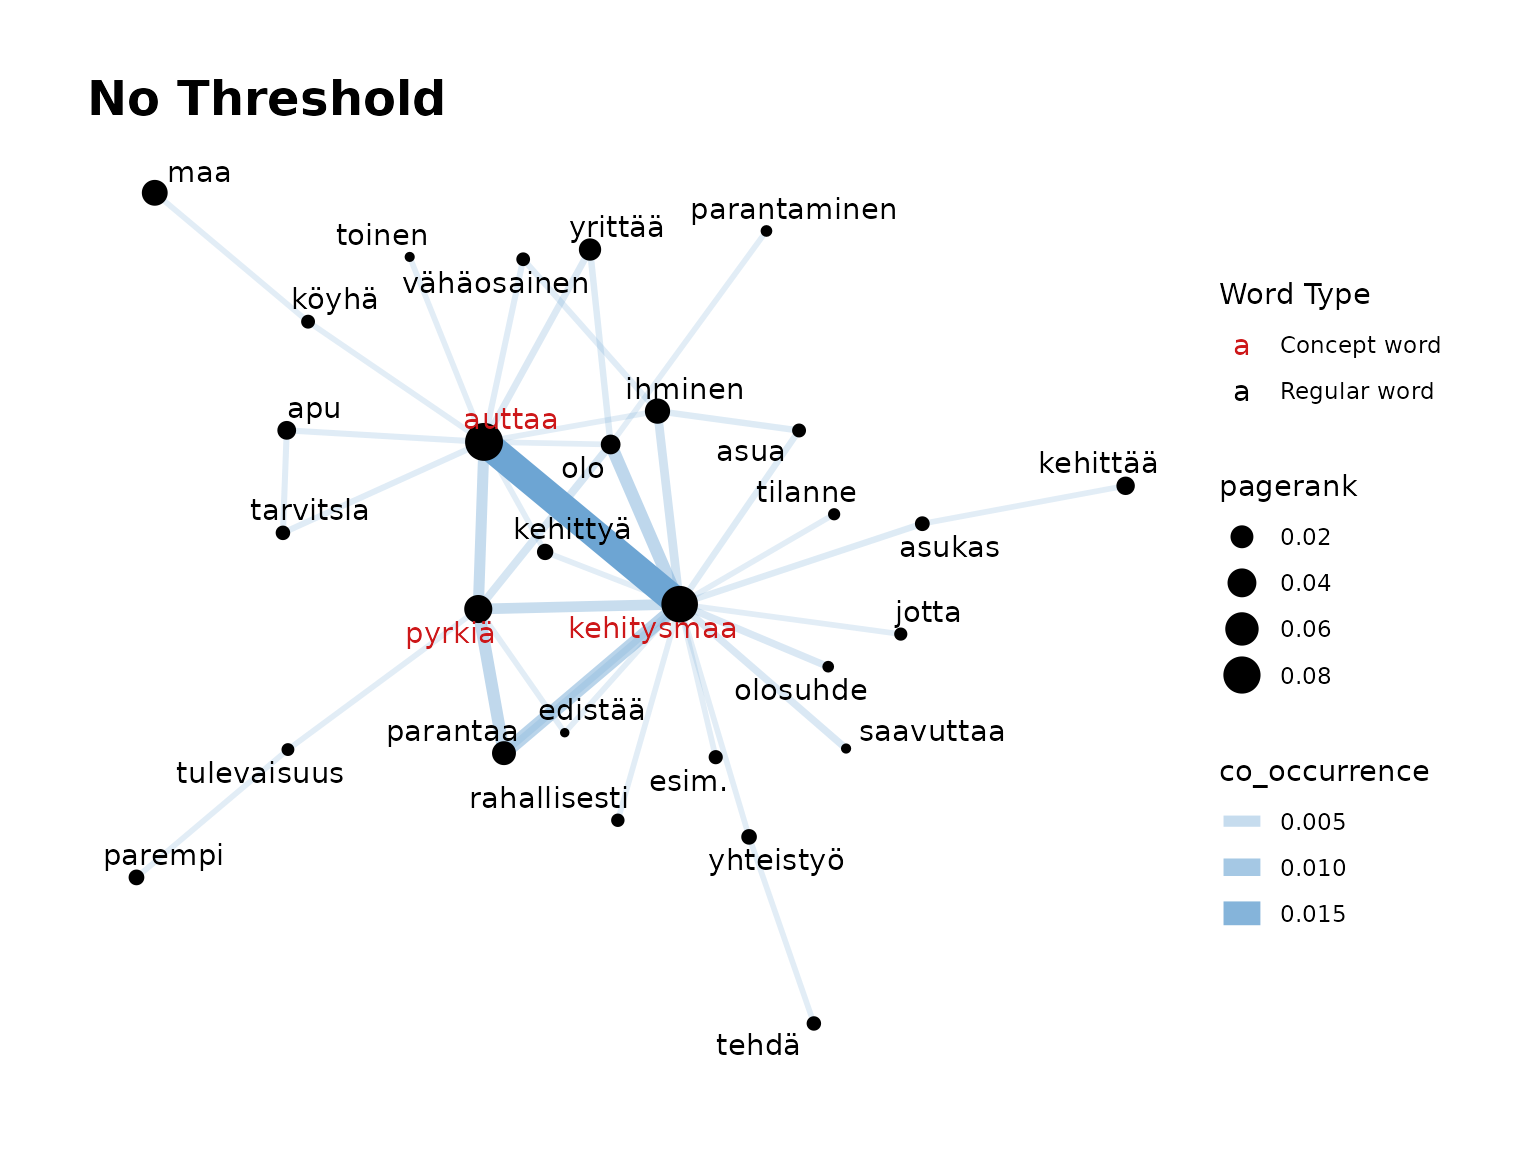 No Threshold
maa
parantaminen
yrittää
toinen
vähäosainen
köyhä
ihminen
apu
auttaa
asua
olo
kehittää
tilanne
tarvitsla
kehittyä
asukas
jotta
kehitysmaa
pyrkiä
olosuhde
edistää
parantaa
saavuttaa
tulevaisuus
esim.
rahallisesti
parempi
yhteistyö
tehdä
Word Type
a Concept word
a Regular word
pagerank
0.02
0.04
0.06
0.08
co_occurrence
0.005
0.010
0.015